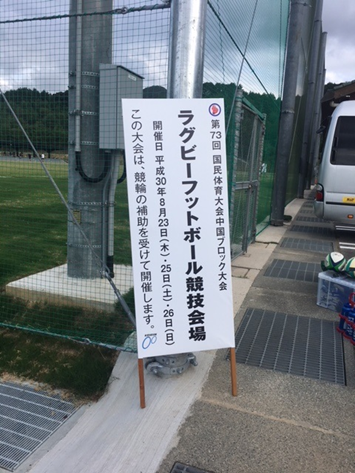 第73回 国民体育大会中国ブロック大会
ラグビーフットボール競技会場
開催日 平成30年8月23日(木)・25日(土)・26日(日)
この大会は、競輪の補助を受けて開催します。